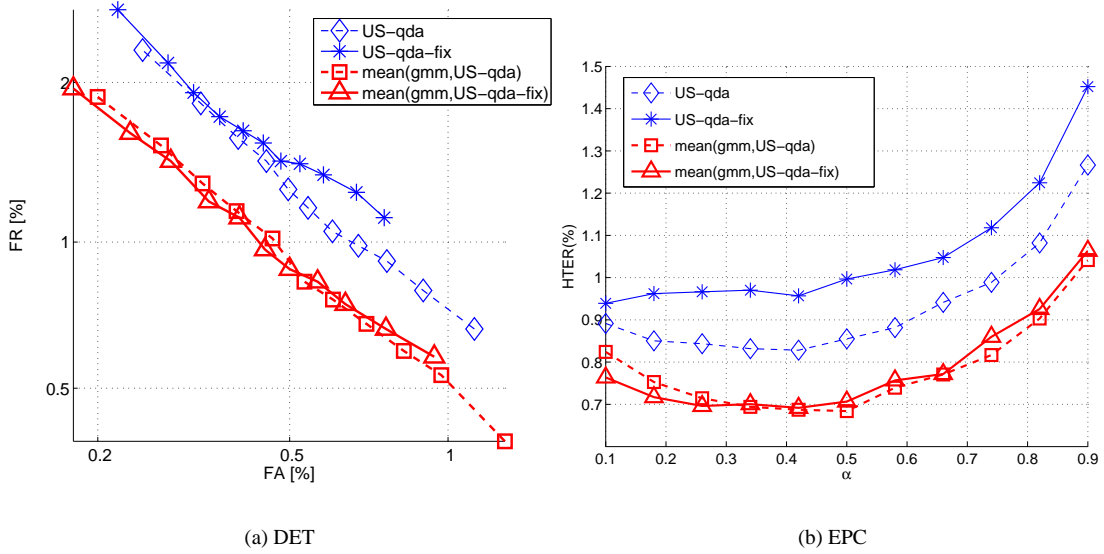 US-qda
US-qda-fix
mean(gmm,US-qda)
mean(gmm,US-qda-fix)
2
1
0.5
FR [%]
0.2
0.5
1
FA [%]
(a) DET
US-qda
US-qda-fix
mean(gmm,US-qda)
mean(gmm,US-qda-fix)
1.5
1.4
1.3
1.2
1.1
1
0.9
0.8
0.7
HTER(%)
0.1
0.2
0.3
0.4
0.5
0.6
0.7
0.8
0.9
α
(b) EPC